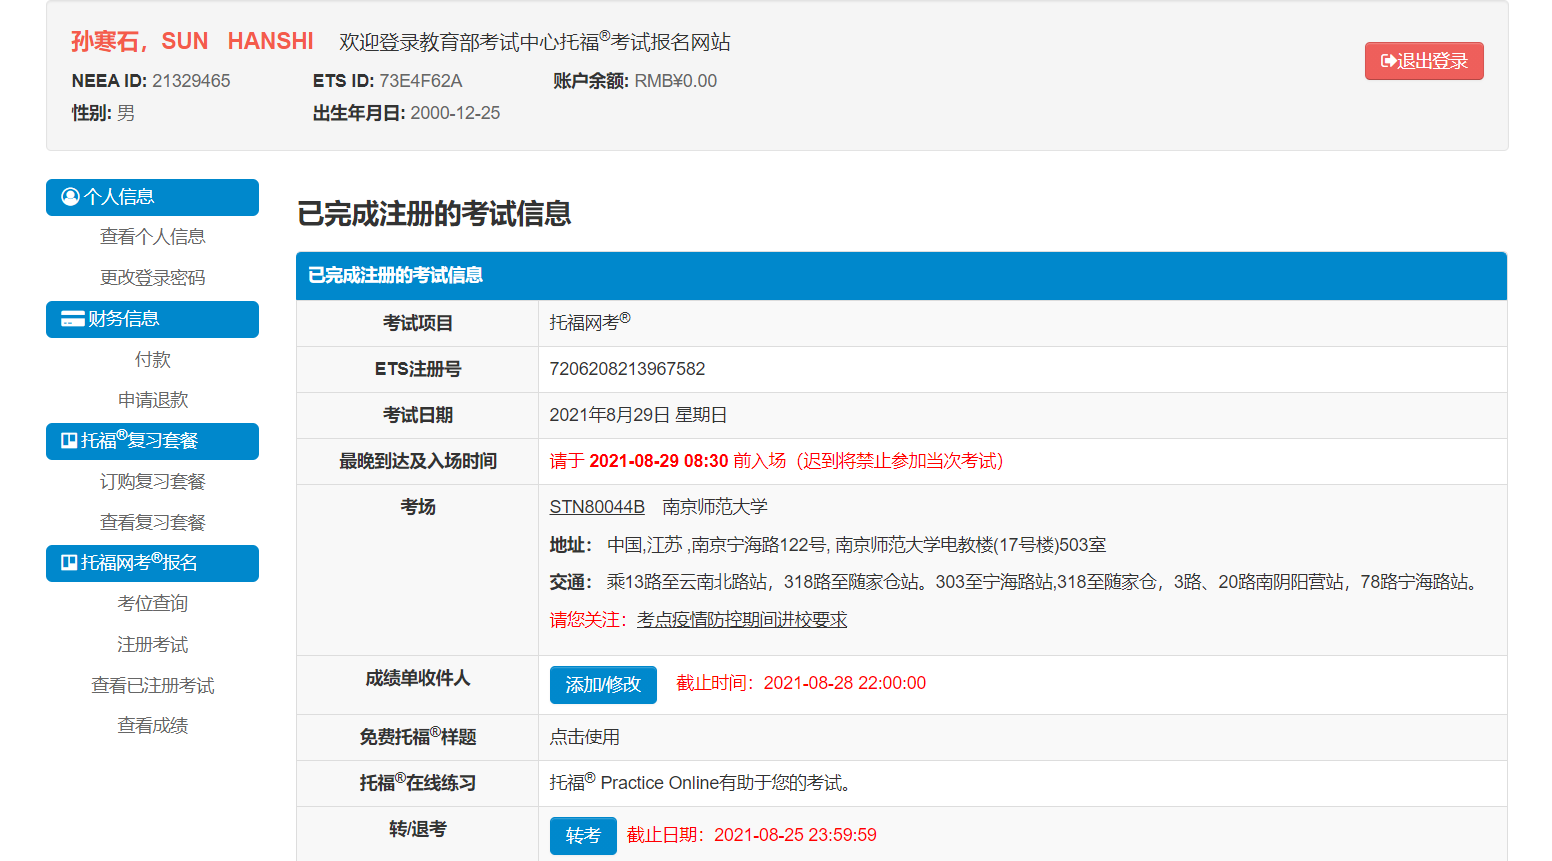 孙寒石，SUN HANSHI 欢迎登录教育部考试中心托福®考试报名网站
NEEA ID: 21329465 ETS ID: 73E4F62A 账户余额: RMB¥0.00
性别: 男 出生年月日: 2000-12-25
退出登录
个人信息
查看个人信息
更改登录密码
财务信息
付款
申请退款
托福®复习套餐
订购复习套餐
查看复习套餐
托福网考®报名
考位查询
注册考试
查看已注册考试
查看成绩
已完成注册的考试信息
已完成注册的考试信息
考试项目 托福网考®
ETS注册号 7206208213967582
考试日期 2021年8月29日 星期日
最晚到达及入场时间 请于 2021-08-29 08:30 前入场（迟到将禁止参加当次考试）
考场 STN80044B 南京师范大学
地址： 中国,江苏 ,南京宁海路122号, 南京师范大学电教楼(17号楼)503室
交通： 乘13路至云南北路站，318路至随家仓站。303至宁海路站,318至随家仓，3路、20路南阴阳营站，78路宁海路站。
请您关注：考点疫情防控期间进校要求
成绩单收件人 添加/修改 截止时间：2021-08-28 22:00:00
免费托福®样题 点击使用
托福®在线练习 托福® Practice Online有助于您的考试。
转/退考 转考 截止日期：2021-08-25 23:59:59